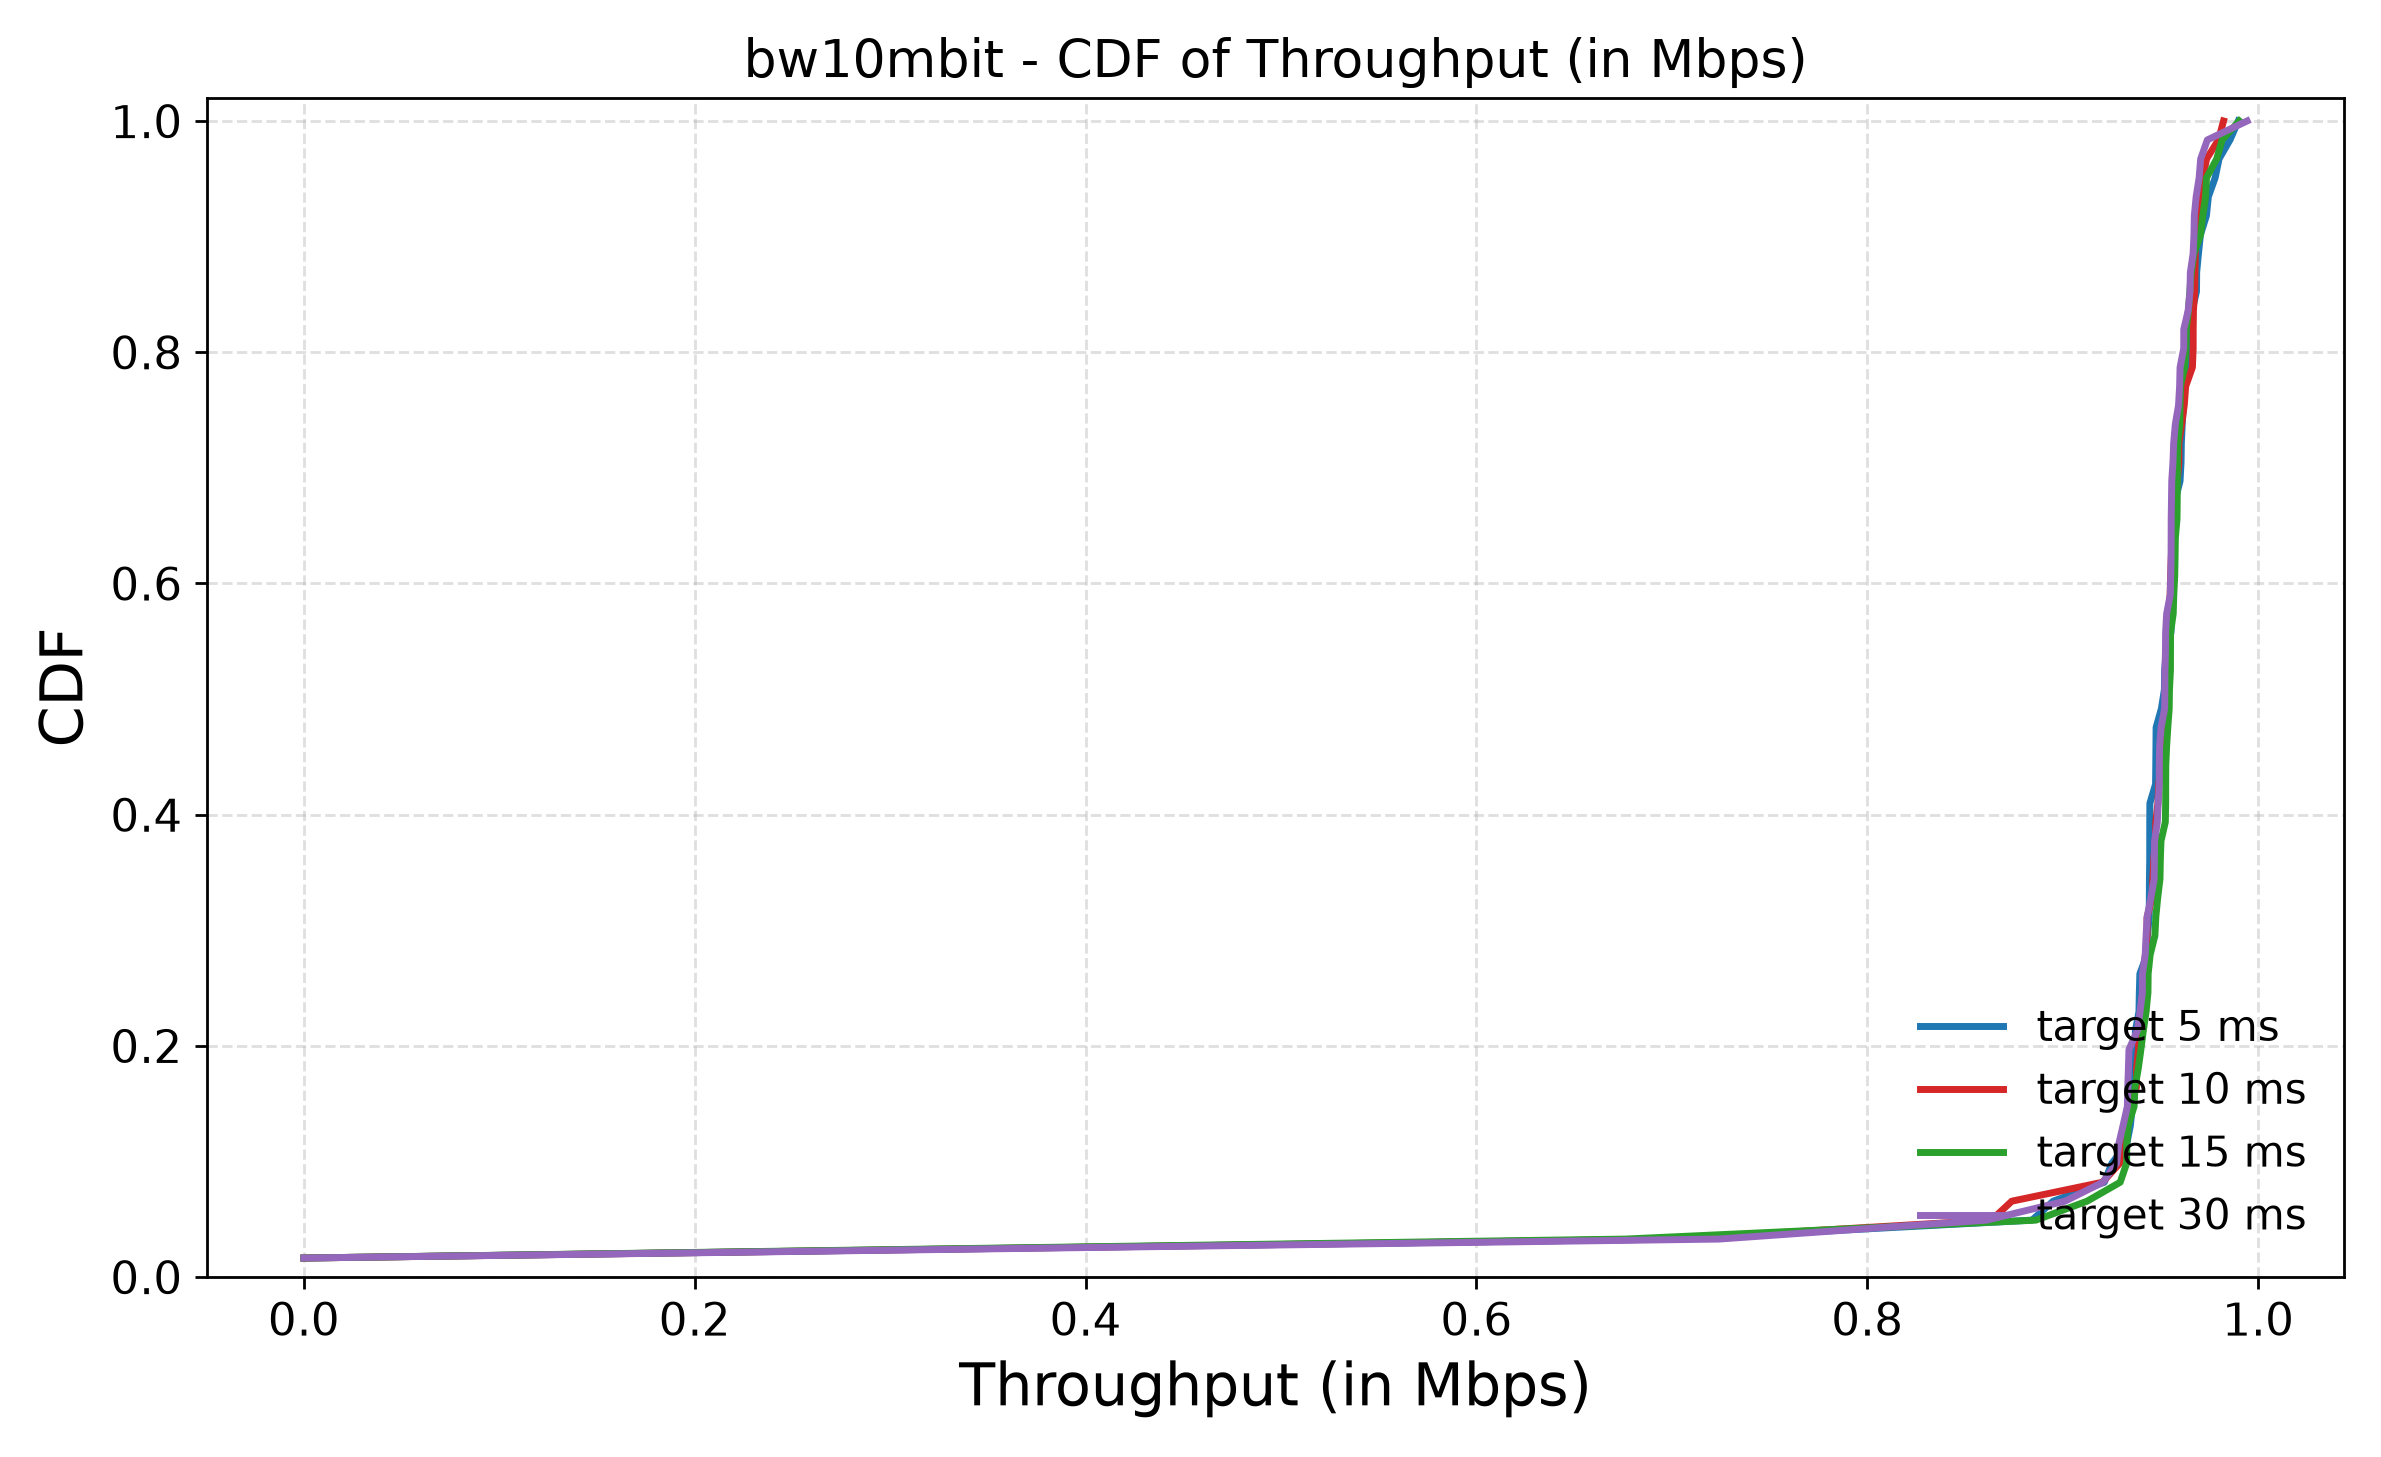 bw10mbit - CDF of Throughput (in Mbps)
1.0
0.8
0.6
0.4
0.2
0.0
CDF
target 5 ms
target 10 ms
target 15 ms
target 30 ms
0.0 0.2 0.4 0.6 0.8 1.0
Throughput (in Mbps)